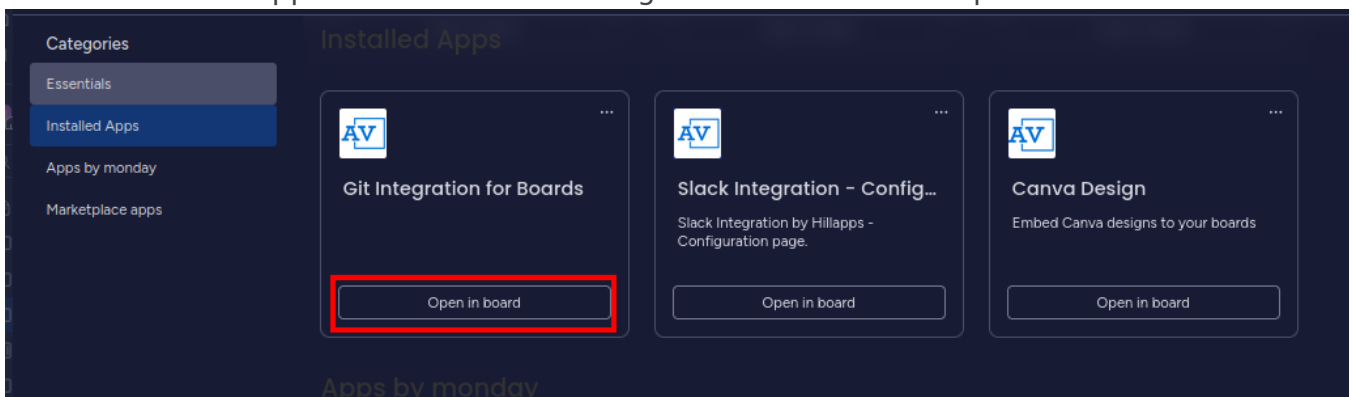 Categories
Installed Apps
Essentials
Installed Apps
Apps by monday
Marketplace apps
AV
Git Integration for Boards
Open in board
AV
Slack Integration - Config...
Slack Integration by Hillapps -
Configuration page.
Open in board
AV
Canva Design
Embed Canva designs to your boards
Open in board
Apps by monday